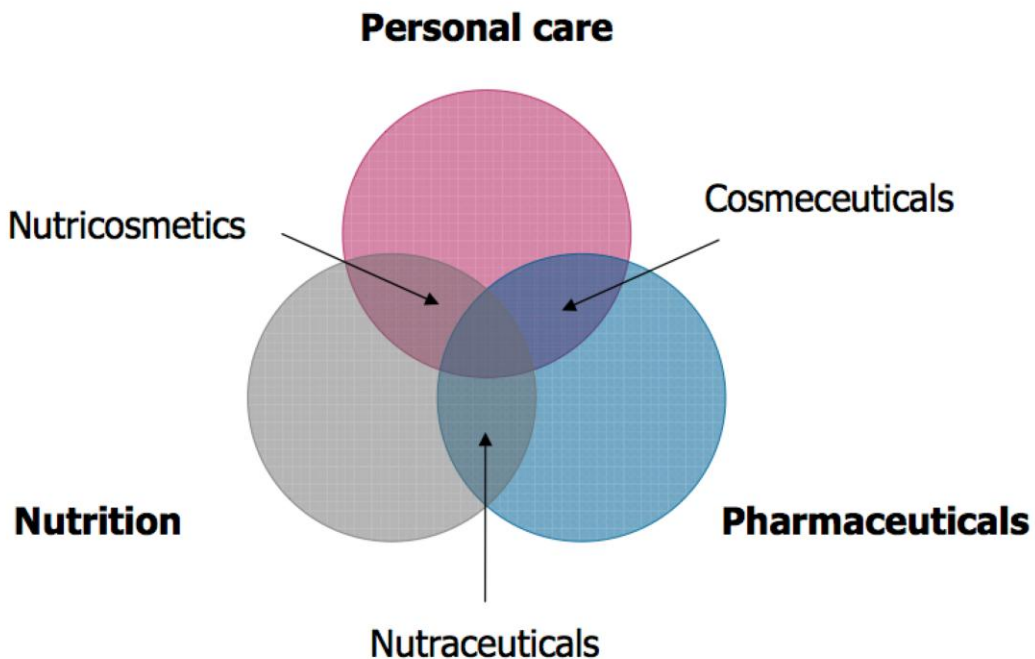 Personal care
Cosmeceuticals
Nutricosmetics
Nutrition
Pharmaceuticals
Nutraceuticals